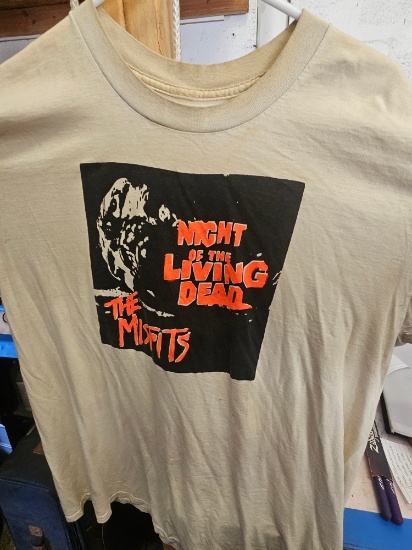 NIGHT
OF THE
LIVING
DEAD
THE
MISFITS